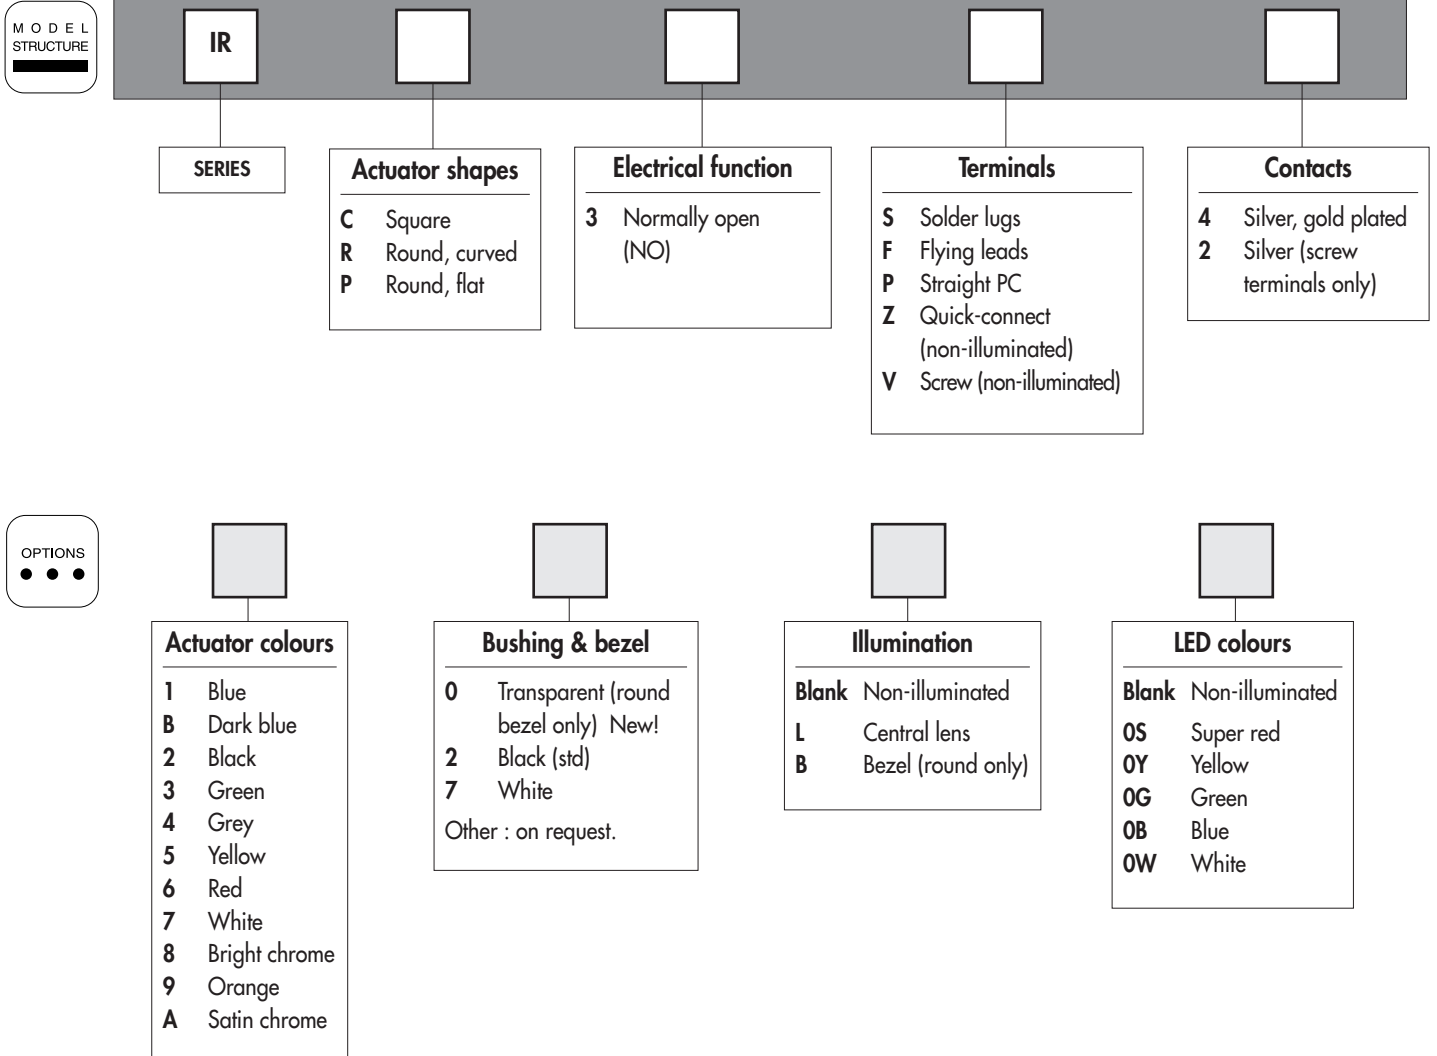 MODEL
STRUCTURE
IR
SERIES
Actuator shapes
C Square
R Round, curved
P Round, flat
Electrical function
3 Normally open
(NO)
Terminals
S Solder lugs
F Flying leads
P Straight PC
Z Quick-connect
(non-illuminated)
V Screw (non-illuminated)
Contacts
4 Silver, gold plated
2 Silver (screw
terminals only)
OPTIONS
Actuator colours
1 Blue
B Dark blue
2 Black
3 Green
4 Grey
5 Yellow
6 Red
7 White
8 Bright chrome
9 Orange
A Satin chrome
Bushing & bezel
0 Transparent (round
bezel only) New!
2 Black (std)
7 White
Other : on request.
Illumination
Blank Non-illuminated
L Central lens
B Bezel (round only)
LED colours
Blank Non-illuminated
0S Super red
0Y Yellow
0G Green
0B Blue
0W White